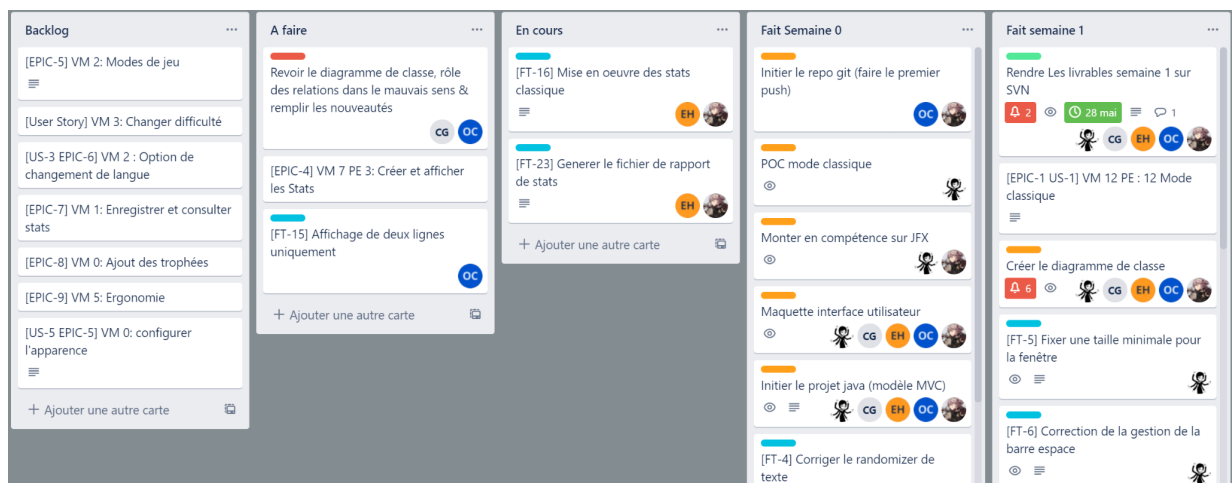 Backlog
[EPIC-5] VM 2: Modes de jeu
[User Story] VM 3: Changer difficulté
[US-3 EPIC-6] VM 2 : Option de
changement de langue
[EPIC-7] VM 1: Enregistrer et consulter
stats
[EPIC-8] VM 0: Ajout des trophées
[EPIC-9] VM 5: Ergonomie
[US-5 EPIC-5] VM 0: configurer
l'apparence
+ Ajouter une autre carte
A faire
Revoir le diagramme de classe, rôle
des relations dans le mauvais sens &
remplir les nouveautés
CG OC
[EPIC-4] VM 7 PE 3: Créer et afficher
les Stats
[FT-15] Affichage de deux lignes
uniquement
OC
+ Ajouter une autre carte
En cours
[FT-16] Mise en oeuvre des stats
classique
EH
[FT-23] Generer le fichier de rapport
de stats
EH
+ Ajouter une autre carte
Fait Semaine 0
Initier le repo git (faire le premier
push)
OC
POC mode classique
Monter en compétence sur JFX
Maquette interface utilisateur
CG EH OC
Initier le projet java (modèle MVC)
CG EH OC
[FT-4] Corriger le randomizer de
texte
Fait semaine 1
Rendre Les livrables semaine 1 sur
SVN
2 28 mai 1
CG EH OC
[EPIC-1 US-1] VM 12 PE : 12 Mode
classique
Créer le diagramme de classe
6 CG EH OC
[FT-5] Fixer une taille minimale pour
la fenêtre
[FT-6] Correction de la gestion de la
barre espace